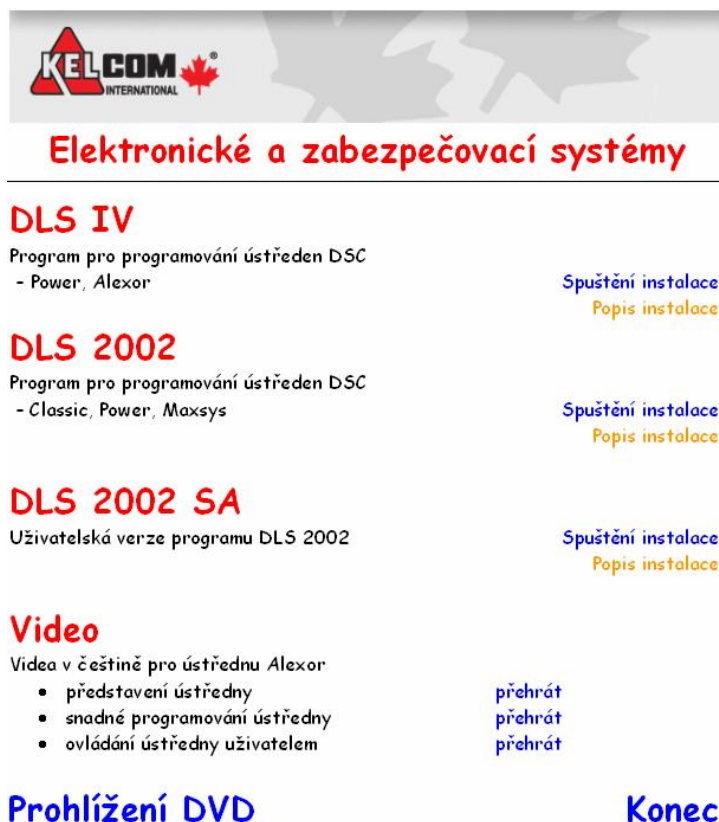 KELCOM®
INTERNATIONAL
Elektronické a zabezpečovací systémy
DLS IV
Program pro programování ústředen DSC
- Power, Alexor Spuštění instalace
Popis instalace
DLS 2002
Program pro programování ústředen DSC
- Classic, Power, Maxsys Spuštění instalace
Popis instalace
DLS 2002 SA
Uživatelská verze programu DLS 2002 Spuštění instalace
Popis instalace
Video
Videa v češtině pro ústřednu Alexor
• představení ústředny přehrát
• snadné programování ústředny přehrát
• ovládání ústředny uživatelem přehrát
Prohlížení DVD Konec